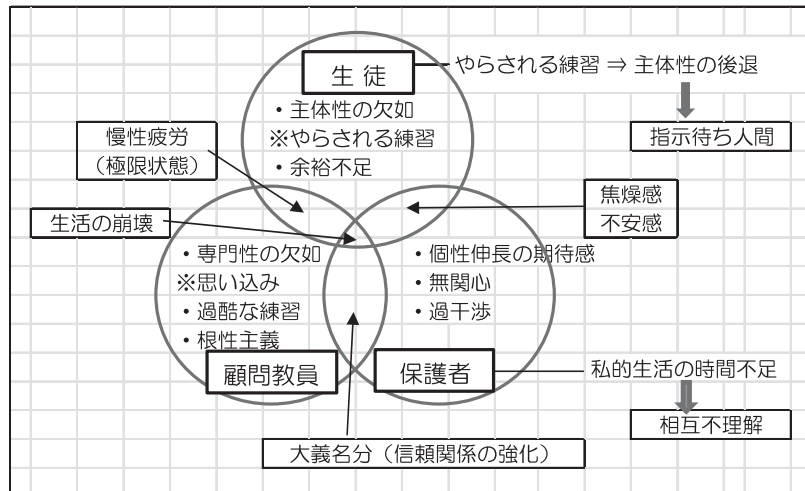 生 徒
やらされる練習 ⇒ 主体性の後退
・主体性の欠如
※やらされる練習
・余裕不足
指示待ち人間
慢性疲労
（極限状態）
焦燥感
不安感
生活の崩壊
・専門性の欠如
※思い込み
・過酷な練習
・根性主義
・個性伸長の期待感
・無関心
・過干渉
顧問教員
保護者
私的生活の時間不足
相互不理解
大義名分（信頼関係の強化）